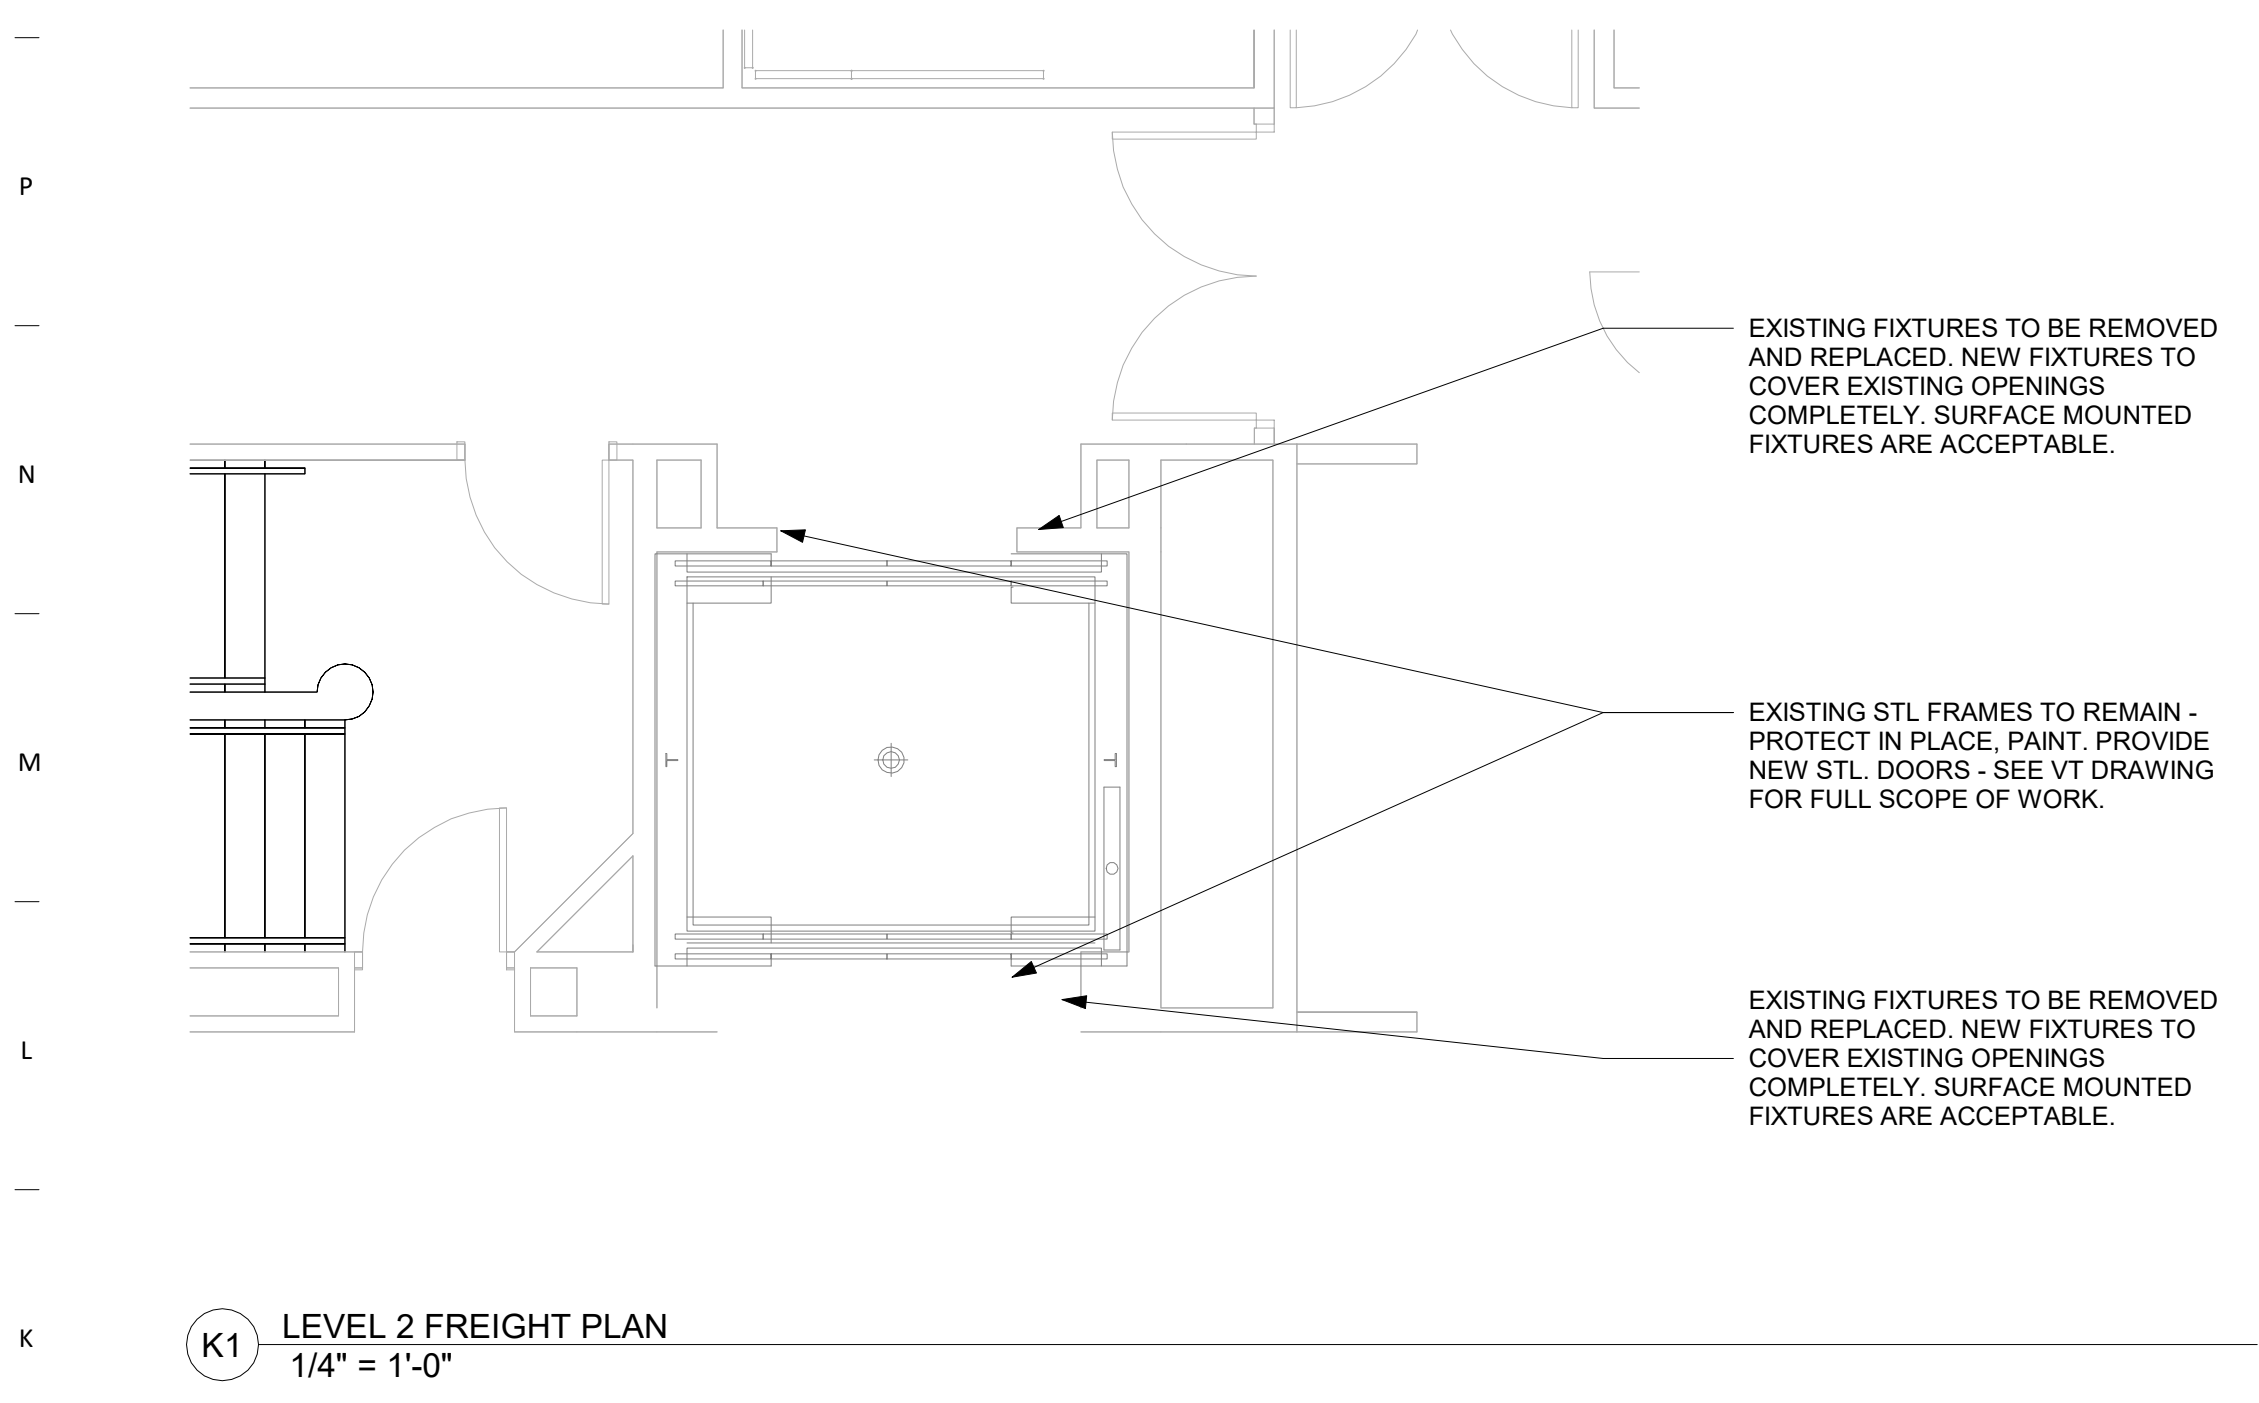 P
EXISTING FIXTURES TO BE REMOVED
AND REPLACED. NEW FIXTURES TO
COVER EXISTING OPENINGS
COMPLETELY. SURFACE MOUNTED
FIXTURES ARE ACCEPTABLE.
N
EXISTING STL FRAMES TO REMAIN -
PROTECT IN PLACE, PAINT. PROVIDE
NEW STL. DOORS - SEE VT DRAWING
FOR FULL SCOPE OF WORK.
M
EXISTING FIXTURES TO BE REMOVED
AND REPLACED. NEW FIXTURES TO
COVER EXISTING OPENINGS
COMPLETELY. SURFACE MOUNTED
FIXTURES ARE ACCEPTABLE.
L
K
K1
LEVEL 2 FREIGHT PLAN
1/4" = 1'-0"